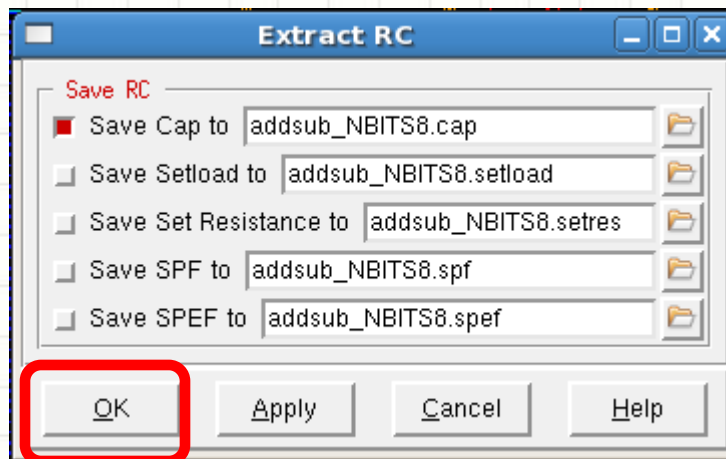 Extract RC
Save RC
Save Cap to addsub_NBITS8.cap
Save Setload to addsub_NBITS8.setload
Save Set Resistance to addsub_NBITS8.setres
Save SPF to addsub_NBITS8.spf
Save SPEF to addsub_NBITS8.spef
OK Apply Cancel Help